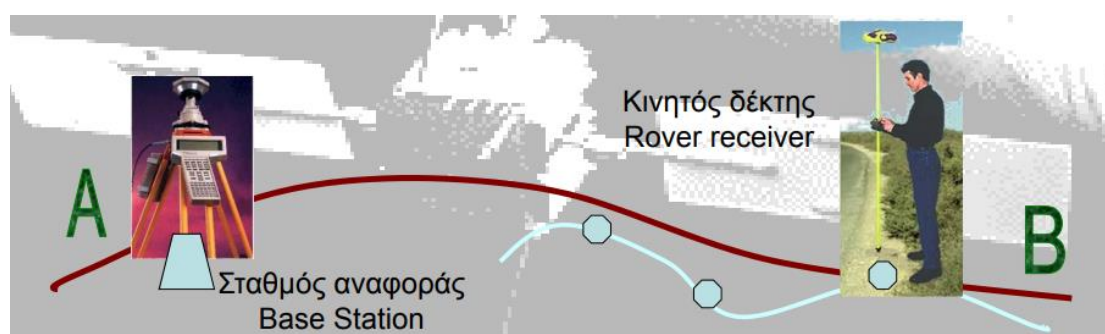 Κινητός δέκτης
Rover receiver
A
B
Σταθμός αναφοράς
Base Station